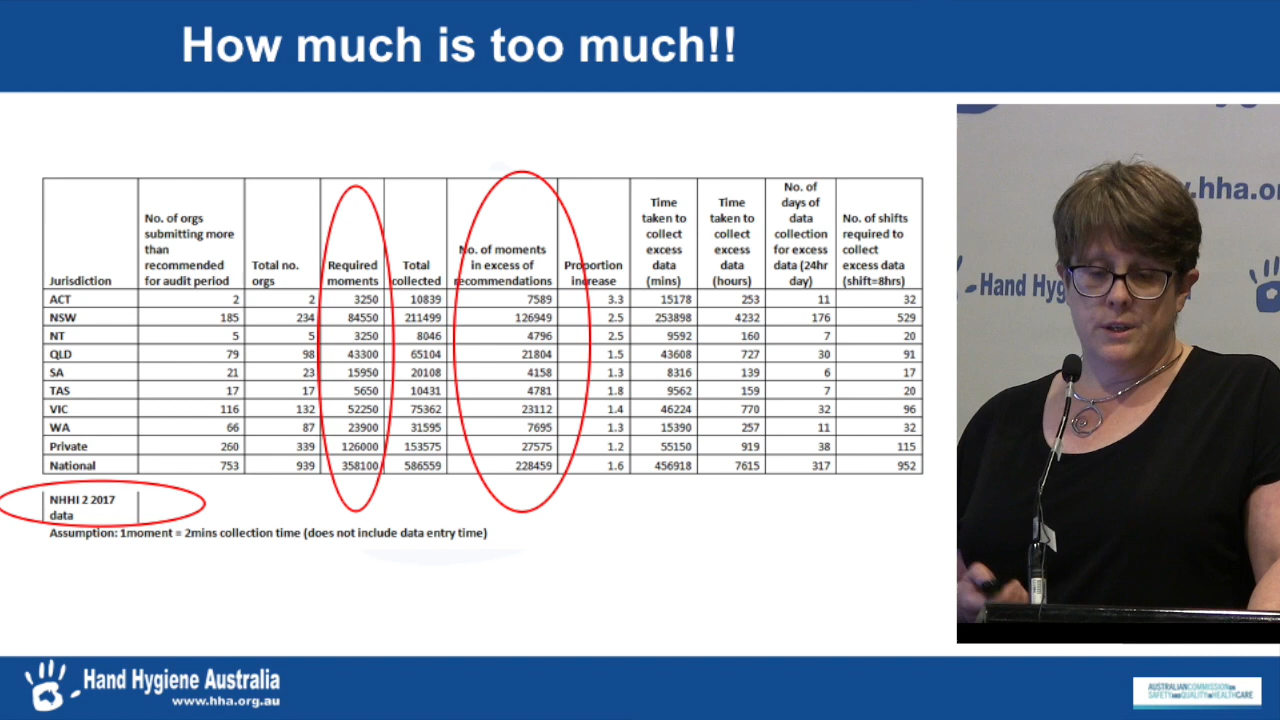 How much is too much!!
Jurisdiction | No. of orgs submitting more than recommended for audit period | Total no. orgs | Required moments | Total collected | No. of moments in excess of recommendations | Proportion increase | Time taken to collect excess data (mins) | Time taken to collect excess data (hours) | No. of days of data collection for excess data (24hr day) | No. of shifts required to collect excess data (shift=8hrs)
ACT 2 2 3250 10839 7589 3.3 15178 253 11 32
NSW 185 234 84550 211499 126949 2.5 253898 4232 176 529
NT 5 5 3250 8046 4796 2.5 9592 160 7 20
QLD 79 98 43300 65104 21804 1.5 43608 727 30 91
SA 21 23 15950 20108 4158 1.3 8316 139 6 17
TAS 17 17 5650 10431 4781 1.8 9562 159 7 20
VIC 116 132 52250 75362 23112 1.4 46224 770 32 96
WA 66 87 23900 31595 7695 1.3 15390 257 11 32
Private 260 339 126000 153575 27575 1.2 55150 919 38 115
National 753 939 358100 586559 228459 1.6 456918 7615 317 952
NHHI 2 2017
data
Assumption: 1moment = 2mins collection time (does not include data entry time)
.hha.org.
Hand Hyg
Hand Hygiene Australia
www.hha.org.au
AUSTRALIAN COMMISSION ON
SAFETY AND QUALITY IN HEALTH CARE